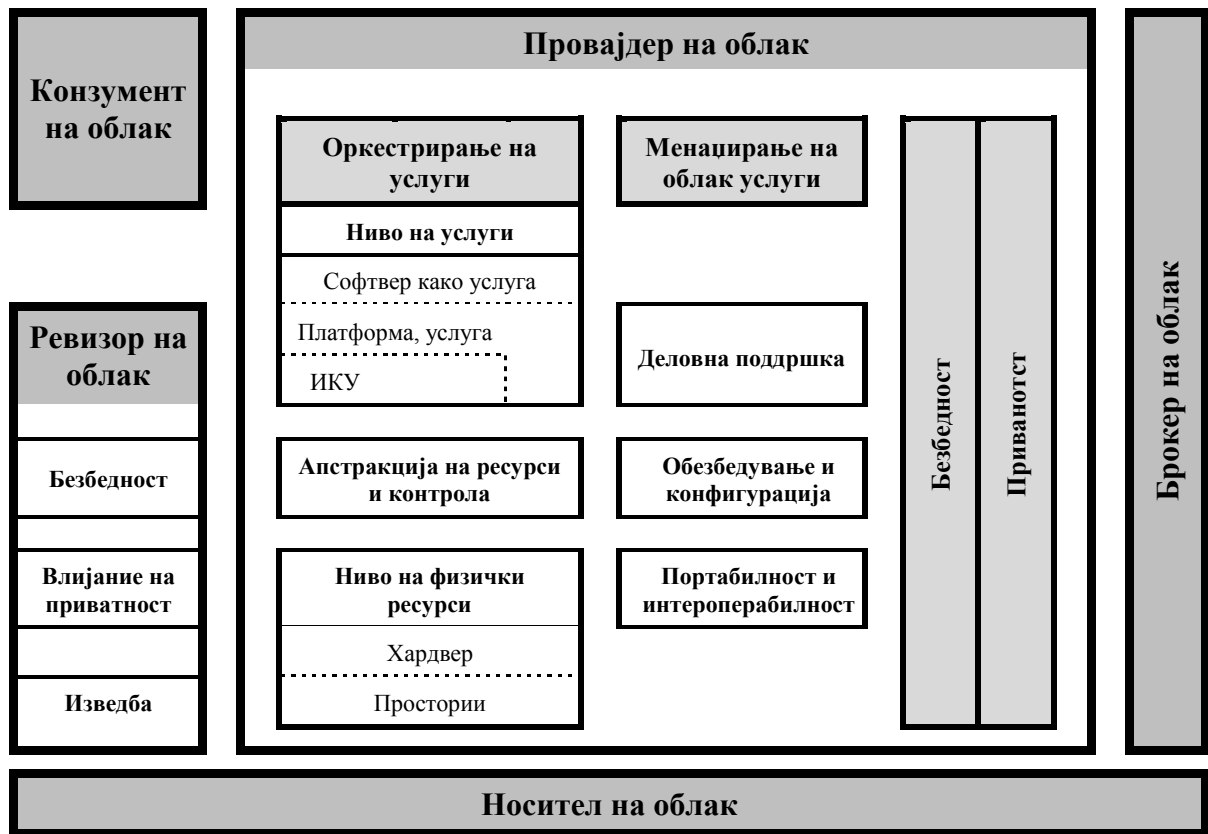 Конзумент
на облак
Ревизор на
облак
Безбедност
Влијание на
приватност
Изведба
Провајдер на облак
Оркестрирање на
услуги
Ниво на услуги
Софтвер како услуга
Платформа, услуга
ИКУ
Апстракција на ресурси
и контрола
Ниво на физички
ресурси
Хардвер
Простории
Менаџирање на
облак услуги
Деловна поддршка
Обезбедување и
конфигурација
Портабилност и
интероперабилност
Безбедност
Приванотст
Брокер на облак
Носител на облак